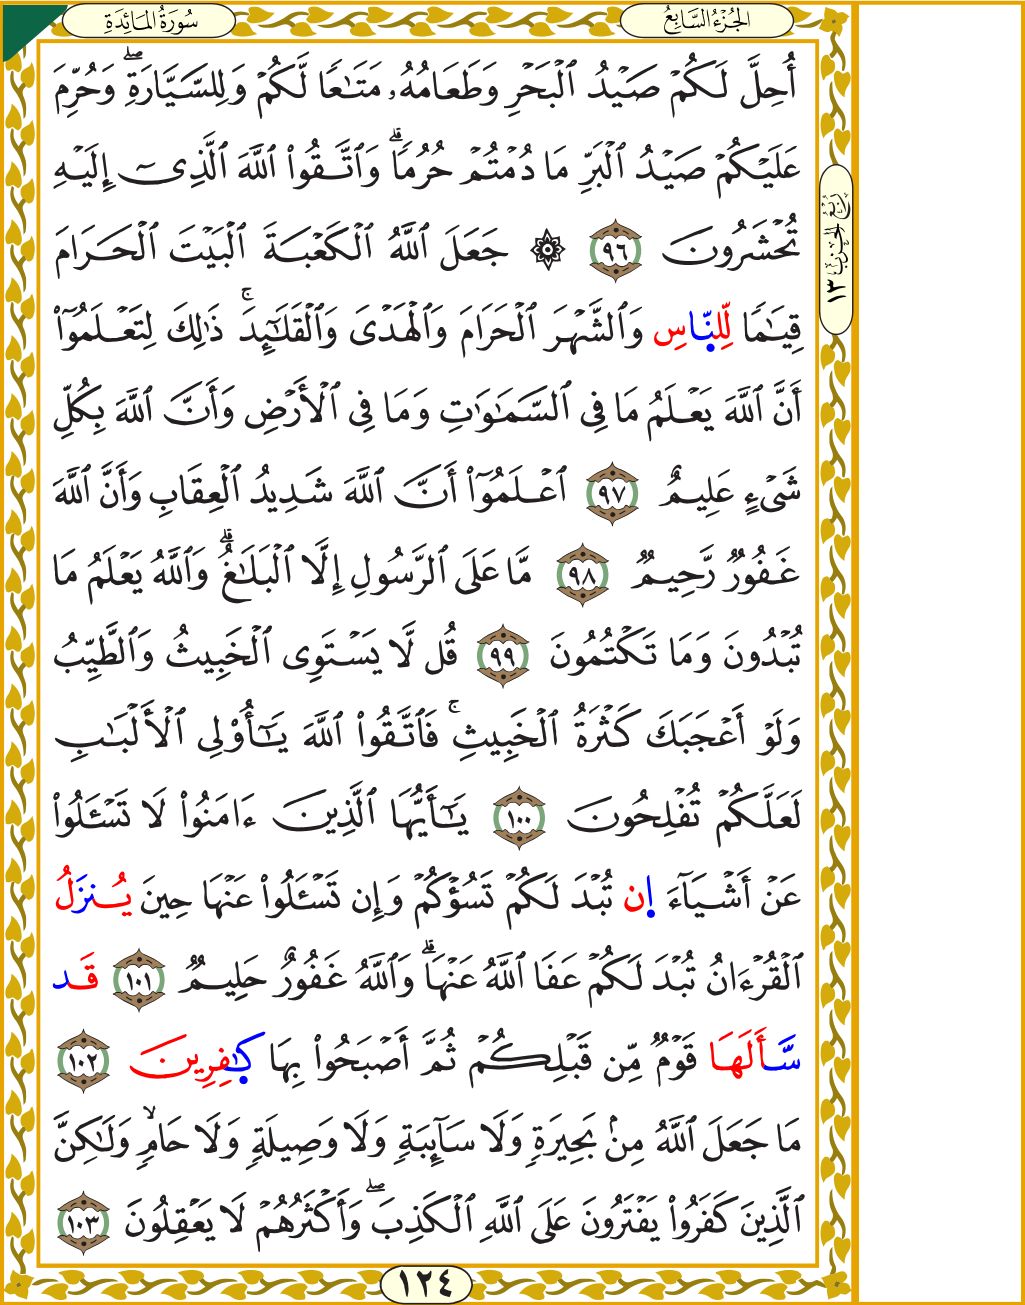 الجُزْءُ السَّابِعُ
سُورَةُ المَائِدَةِ
أُحِلَّ لَكُمْ صَيْدُ ٱلْبَحْرِ وَطَعَامُهُۥ مَتَٰعًا لَّكُمْ وَلِلسَّيَّارَةِۖ وَحُرِّمَ
عَلَيْكُمْ صَيْدُ ٱلْبَرِّ مَا دُمْتُمْ حُرُمًاۗ وَٱتَّقُوا۟ ٱللَّهَ ٱلَّذِىٓ إِلَيْهِ
تُحْشَرُونَ ٩٦ ۞ جَعَلَ ٱللَّهُ ٱلْكَعْبَةَ ٱلْبَيْتَ ٱلْحَرَامَ
قِيَٰمًا لِّلنَّاسِ وَٱلشَّهْرَ ٱلْحَرَامَ وَٱلْهَدْىَ وَٱلْقَلَٰٓئِدَۚ ذَٰلِكَ لِتَعْلَمُوٓا۟
أَنَّ ٱللَّهَ يَعْلَمُ مَا فِى ٱلسَّمَٰوَٰتِ وَمَا فِى ٱلْأَرْضِ وَأَنَّ ٱللَّهَ بِكُلِّ
شَىْءٍ عَلِيمٌ ٩٧ ٱعْلَمُوٓا۟ أَنَّ ٱللَّهَ شَدِيدُ ٱلْعِقَابِ وَأَنَّ ٱللَّهَ
غَفُورٌ رَّحِيمٌ ٩٨ مَّا عَلَى ٱلرَّسُولِ إِلَّا ٱلْبَلَٰغُۗ وَٱللَّهُ يَعْلَمُ مَا
تُبْدُونَ وَمَا تَكْتُمُونَ ٩٩ قُل لَّا يَسْتَوِى ٱلْخَبِيثُ وَٱلطَّيِّبُ
وَلَوْ أَعْجَبَكَ كَثْرَةُ ٱلْخَبِيثِۚ فَٱتَّقُوا۟ ٱللَّهَ يَٰٓأُو۟لِى ٱلْأَلْبَٰبِ
لَعَلَّكُمْ تُفْلِحُونَ ١٠٠ يَٰٓأَيُّهَا ٱلَّذِينَ ءَامَنُوا۟ لَا تَسْـَٔلُوا۟
عَنْ أَشْيَآءَ إِن تُبْدَ لَكُمْ تَسُؤْكُمْ وَإِن تَسْـَٔلُوا۟ عَنْهَا حِينَ يُنزَلُ
ٱلْقُرْءَانُ تُبْدَ لَكُمْ عَفَا ٱللَّهُ عَنْهَاۗ وَٱللَّهُ غَفُورٌ حَلِيمٌ ١٠١ قَد
سَّأَلَهَا قَوْمٌ مِّن قَبْلِكُمْ ثُمَّ أَصْبَحُوا۟ بِهَا كَٰفِرِينَ ١٠٢
مَا جَعَلَ ٱللَّهُ مِنۢ بَحِيرَةٍ وَلَا سَآئِبَةٍ وَلَا وَصِيلَةٍ وَلَا حَامٍۙ وَلَٰكِنَّ
ٱلَّذِينَ كَفَرُوا۟ يَفْتَرُونَ عَلَى ٱللَّهِ ٱلْكَذِبَۖ وَأَكْثَرُهُمْ لَا يَعْقِلُونَ ١٠٣
رُبْعُ الْحِزْبِ ١٣
١٢٤